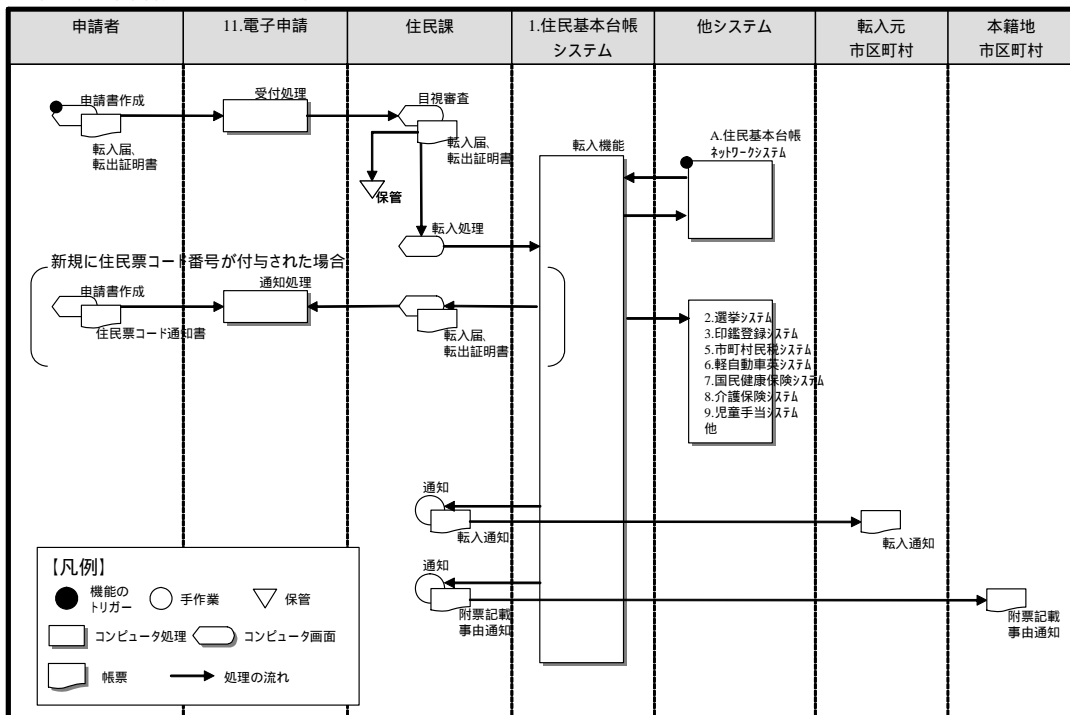 申請者
11.電子申請
住民課
1.住民基本台帳
システム
他システム
転入元
市区町村
本籍地
市区町村
申請書作成
転入届、
転出証明書
受付処理
目視審査
転入届、
転出証明書
保管
転入処理
転入機能
A.住民基本台帳
ネットワークシステム
新規に住民票コード番号が付与された場合
申請書作成
住民票コード通知書
通知処理
転入届、
転出証明書
2.選挙システム
3.印鑑登録システム
5.市町村民税システム
6.軽自動車英システム
7.国民健康保険システム
8.介護保険システム
9.児童手当システム
他
通知
転入通知
転入通知
通知
附票記載
事由通知
附票記載
事由通知
【凡例】
機能の
トリガー
手作業
保管
コンピュータ処理
コンピュータ画面
帳票
処理の流れ